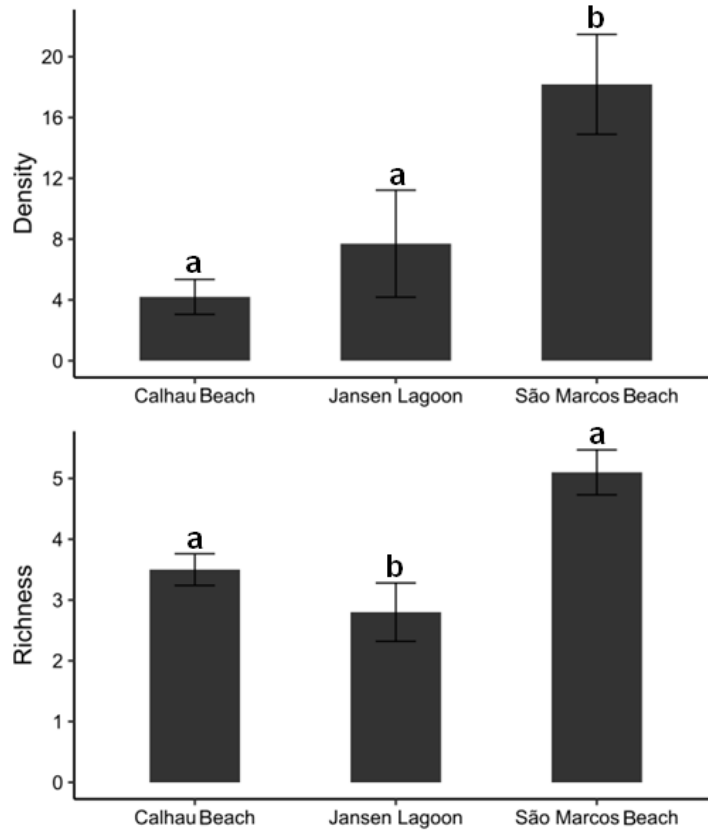 b
20
16
a
12
Density
8
a
4
0
Calhau Beach Jansen Lagoon São Marcos Beach
a
5
4
a
b
3
Richness
2
1
0
Calhau Beach Jansen Lagoon São Marcos Beach